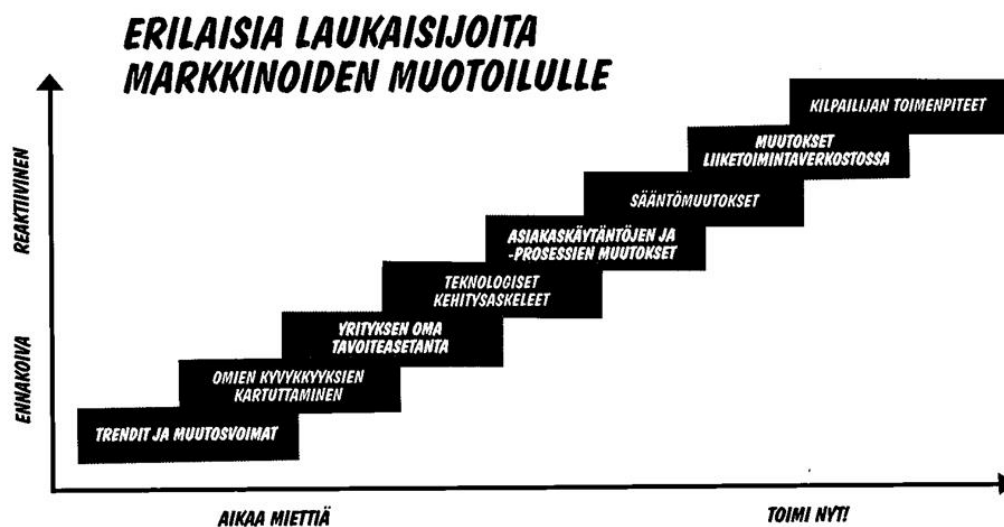 ERILAISIA LAUKAISIJOITA
MARKKINOIDEN MUOTOILULLE
KILPAILIJAN TOIMENPITEET
MUUTOKSET
LIIKETOIMINTAVERKOSTOSSA
SÄÄNTÖMUUTOKSET
ASIAKASKÄYTÄNTÖJEN JA
-PROSESSIEN MUUTOKSET
TEKNOLOGISET
KEHITYSASKELEET
YRITYKSEN OMA
TAVOITEASETANTA
OMIEN KYVYKKYYKSIEN
KARTUTTAMINEN
TRENDIT JA MUUTOSVOIMAT
REAKTIIVINEN
ENNAKOIVA
AIKAA MIETTIÄ
TOIMI NYT!